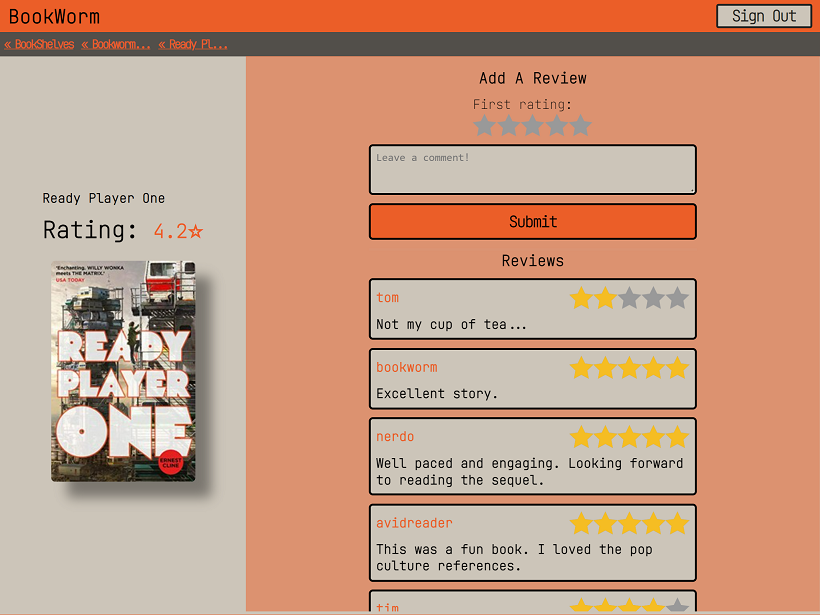 BookWorm
Sign Out
« BookShelves « Bookworm... « Ready Pl...
Ready Player One
Rating: 4.2☆
"Enchanting. WILLY WONKA
meets THE MATRIX."
USA TODAY
READY
PLAYER
ONE
ERNEST
CLINE
Add A Review
First rating:
Leave a comment!
Submit
Reviews
tom
Not my cup of tea...
bookworm
Excellent story.
nerdo
Well paced and engaging. Looking forward
to reading the sequel.
avidreader
This was a fun book. I loved the pop
culture references.
tim